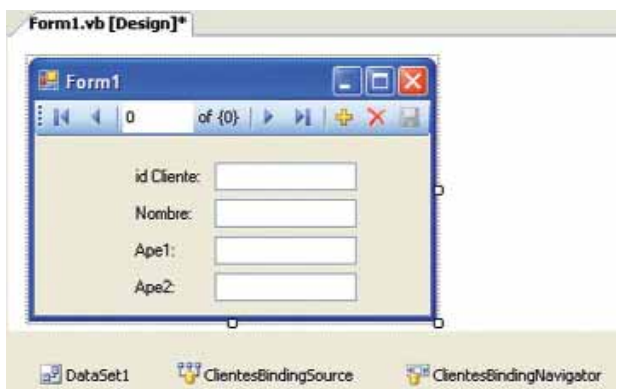 Form1.vb [Design]*
Form1
0 of {0}
id Cliente:
Nombre:
Ape1:
Ape2:
DataSet1 ClientesBindingSource ClientesBindingNavigator